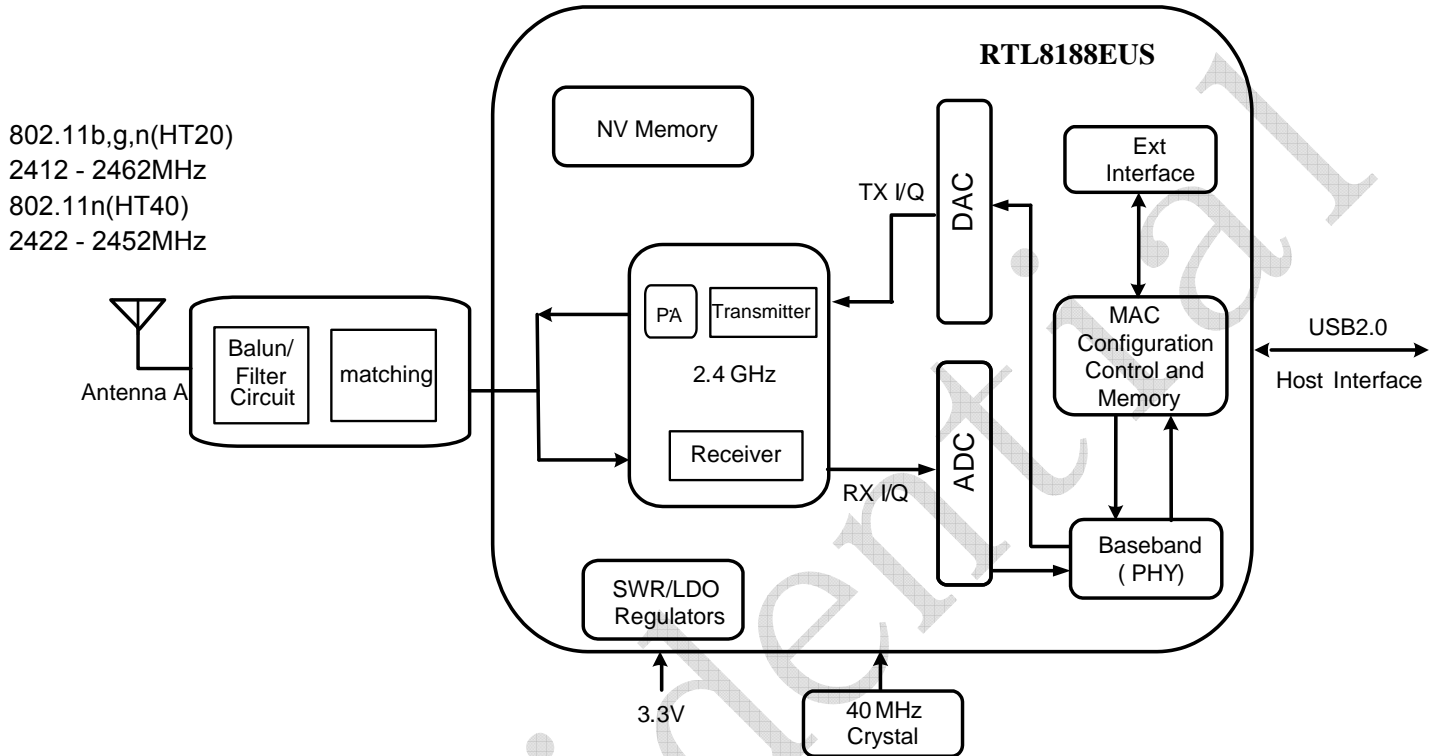 RTL8188EUS
802.11b,g,n(HT20)
2412 - 2462MHz
802.11n(HT40)
2422 - 2452MHz
NV Memory
Ext
Interface
TX I/Q
DAC
PA
Transmitter
2.4 GHz
Receiver
MAC
Configuration
Control and
Memory
USB2.0
Host Interface
Antenna A
Balun/
Filter
Circuit
matching
RX I/Q
ADC
Baseband
( PHY)
SWR/LDO
Regulators
3.3V
40 MHz
Crystal
dential